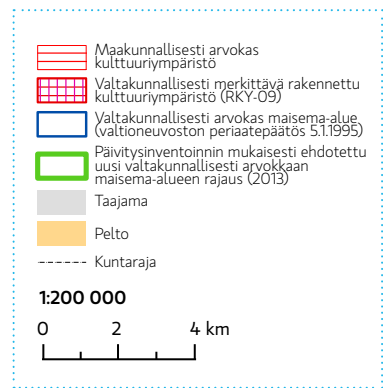 Maakunnallisesti arvokas
kulttuuriympäristö
Valtakunnallisesti merkittävä rakennettu
kulttuuriympäristö (RKY-09)
Valtakunnallisesti arvokas maisema-alue
(valtioneuvoston periaatepäätös 5.1.1995)
Päivitysinventoinnin mukaisesti ehdotettu
uusi valtakunnallisesti arvokkaan
maisema-alueen rajaus (2013)
Taajama
Pelto
Kuntaraja
1:200 000
0 2 4 km